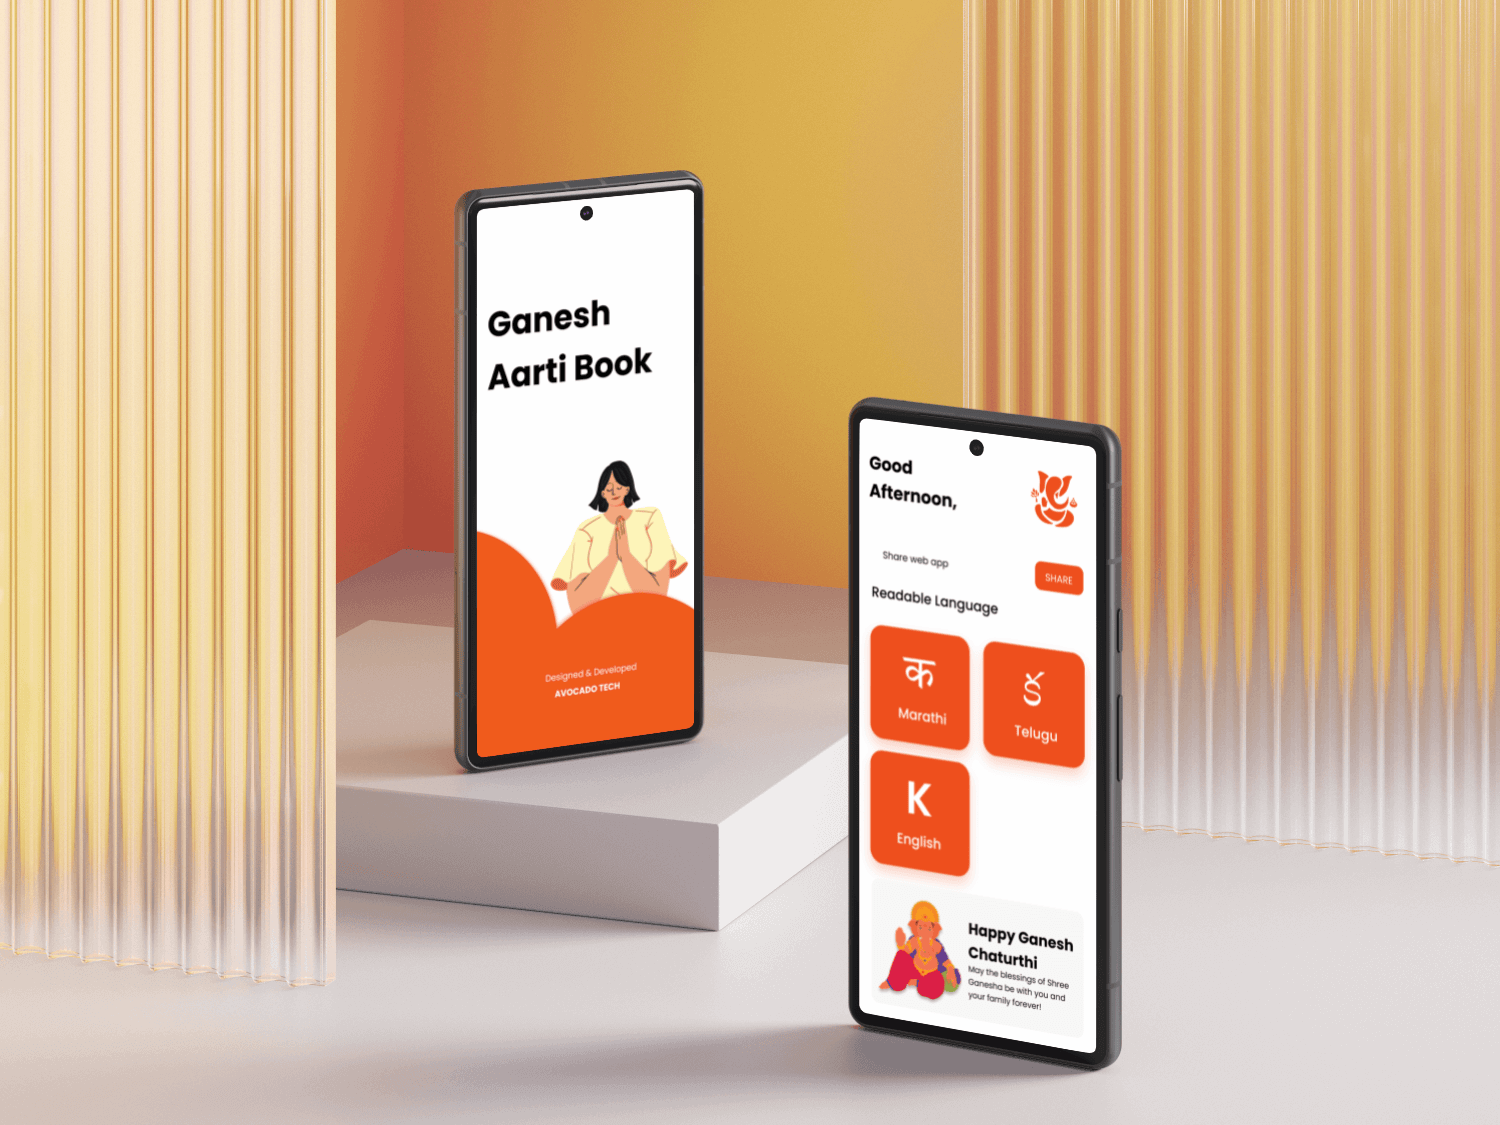 Ganesh
Aarti Book
Designed & Developed
AVOCADO TECH
Good
Afternoon,
Share web app
SHARE
Readable Language
क
Marathi
క
Telugu
K
English
Happy Ganesh
Chaturthi
May the blessings of Shree
Ganesha be with you and
your family forever!